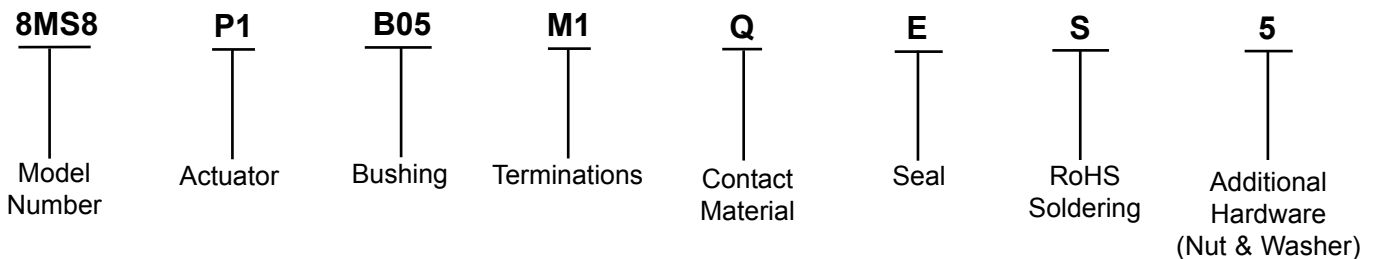 8MS8 P1 B05 M1 Q E S 5
Model Number
Actuator
Bushing
Terminations
Contact Material
Seal
RoHS Soldering
Additional Hardware (Nut & Washer)